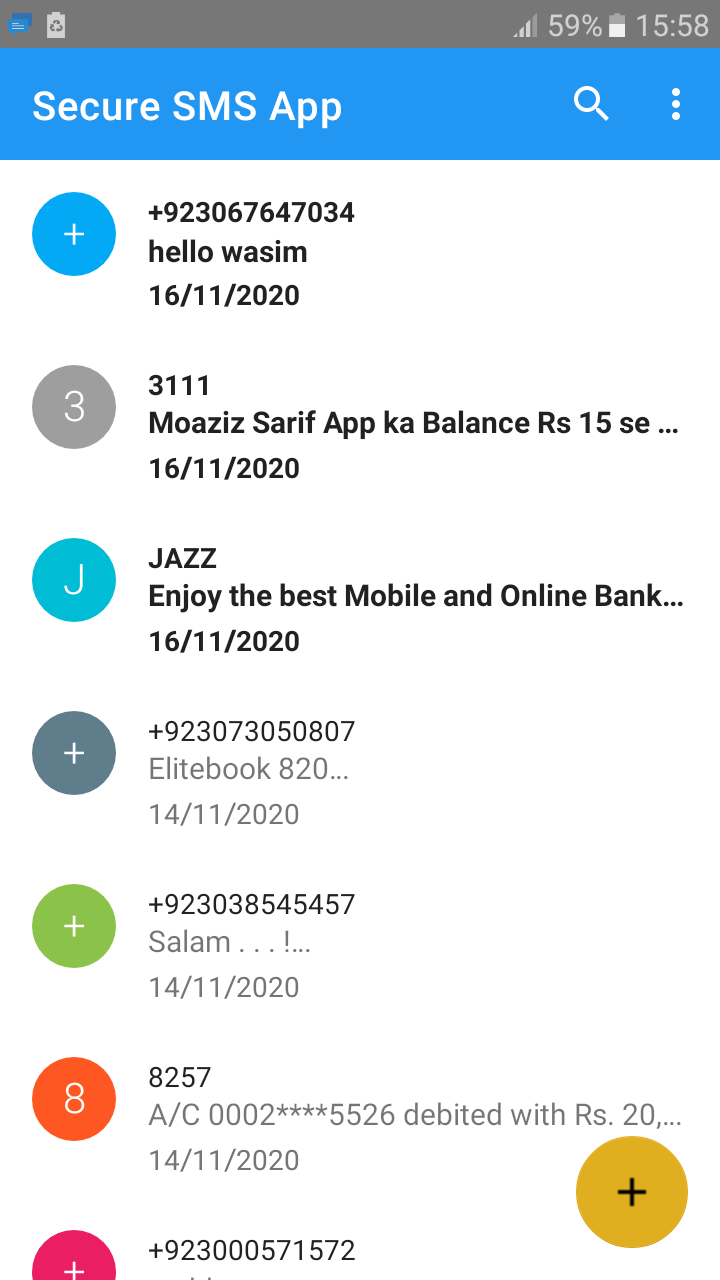 59% 15:58
Secure SMS App
+923067647034
hello wasim
16/11/2020
3
3111
Moaziz Sarif App ka Balance Rs 15 se ...
16/11/2020
J
JAZZ
Enjoy the best Mobile and Online Bank...
16/11/2020
+923073050807
Elitebook 820...
14/11/2020
+923038545457
Salam . . . !...
14/11/2020
8
8257
A/C 0002****5526 debited with Rs. 20,...
14/11/2020
+923000571572